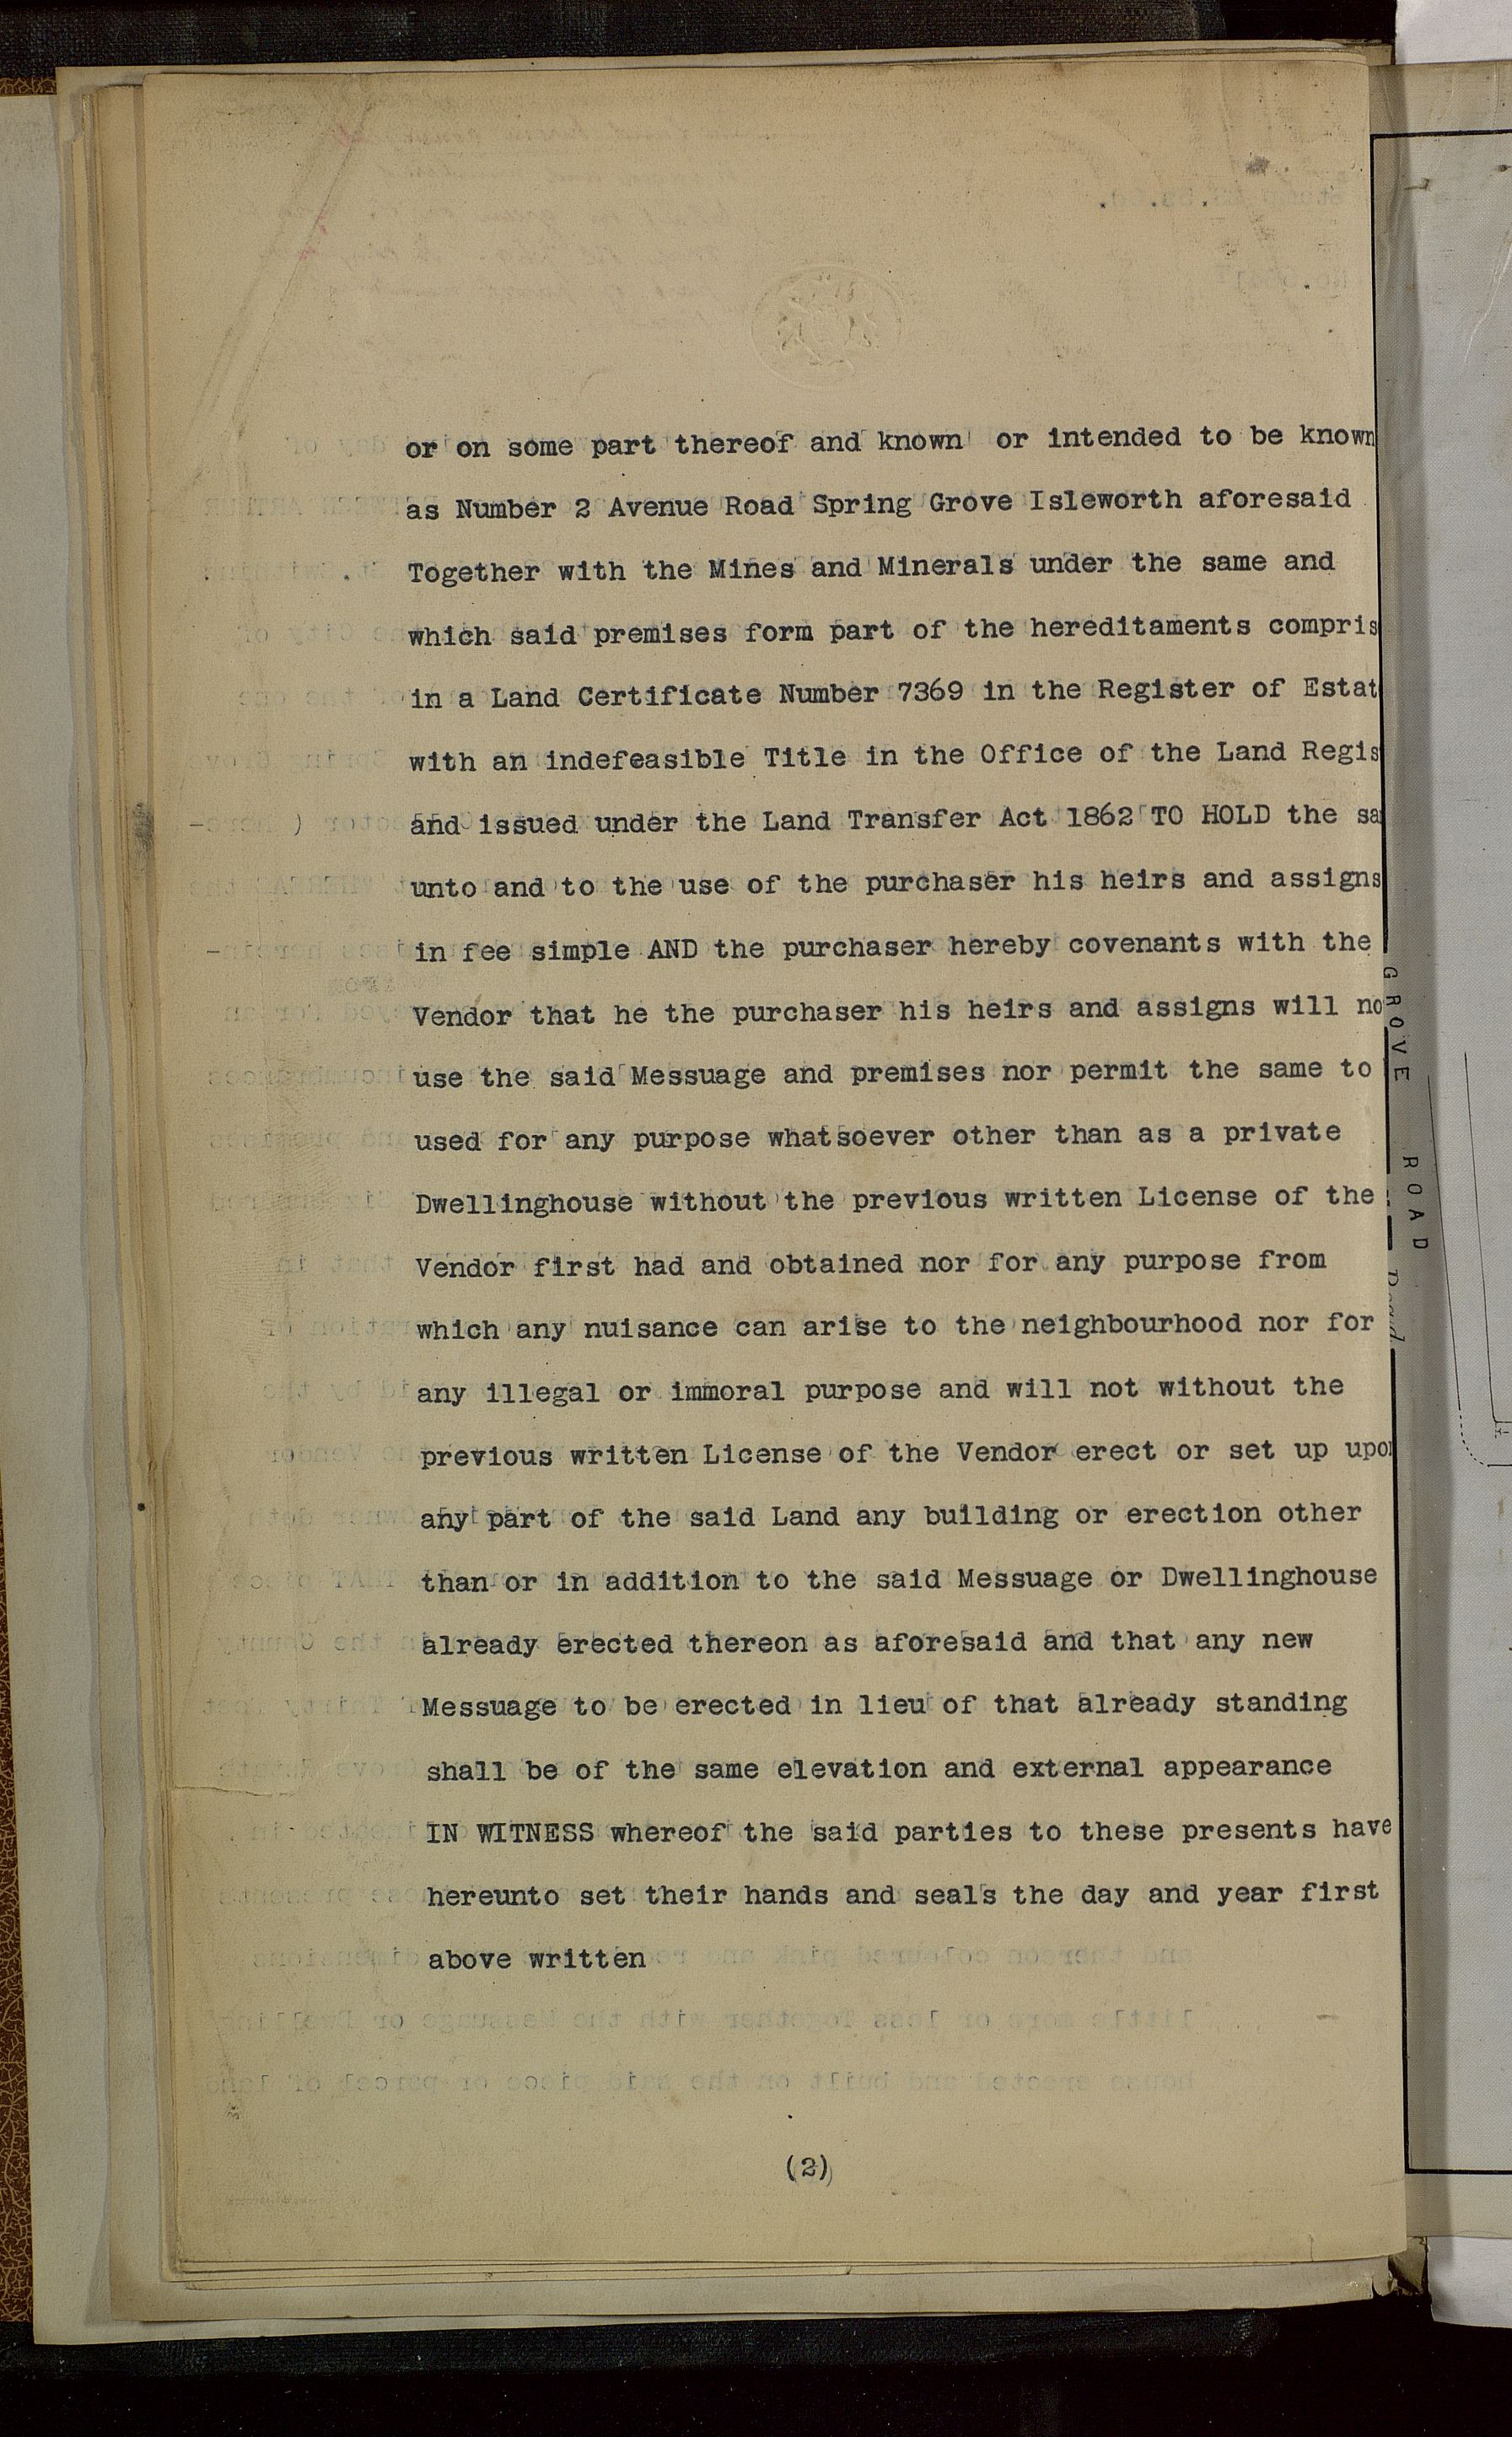 or on some part thereof and known or intended to be known
as Number 2 Avenue Road Spring Grove Isleworth aforesaid
Together with the Mines and Minerals under the same and
which said premises form part of the hereditaments compris
in a Land Certificate Number 7369 in the Register of Estat
with an indefeasible Title in the Office of the Land Regis
and issued under the Land Transfer Act 1862 TO HOLD the sa
unto and to the use of the purchaser his heirs and assigns
in fee simple AND the purchaser hereby covenants with the
Vendor that he the purchaser his heirs and assigns will no
use the said Messuage and premises nor permit the same to
used for any purpose whatsoever other than as a private
Dwellinghouse without the previous written License of the
Vendor first had and obtained nor for any purpose from
which any nuisance can arise to the neighbourhood nor for
any illegal or immoral purpose and will not without the
previous written License of the Vendor erect or set up upon
any part of the said Land any building or erection other
than or in addition to the said Messuage or Dwellinghouse
already erected thereon as aforesaid and that any new
Messuage to be erected in lieu of that already standing
shall be of the same elevation and external appearance
IN WITNESS whereof the said parties to these presents have
hereunto set their hands and seals the day and year first
above written
(2)
GROVE ROAD